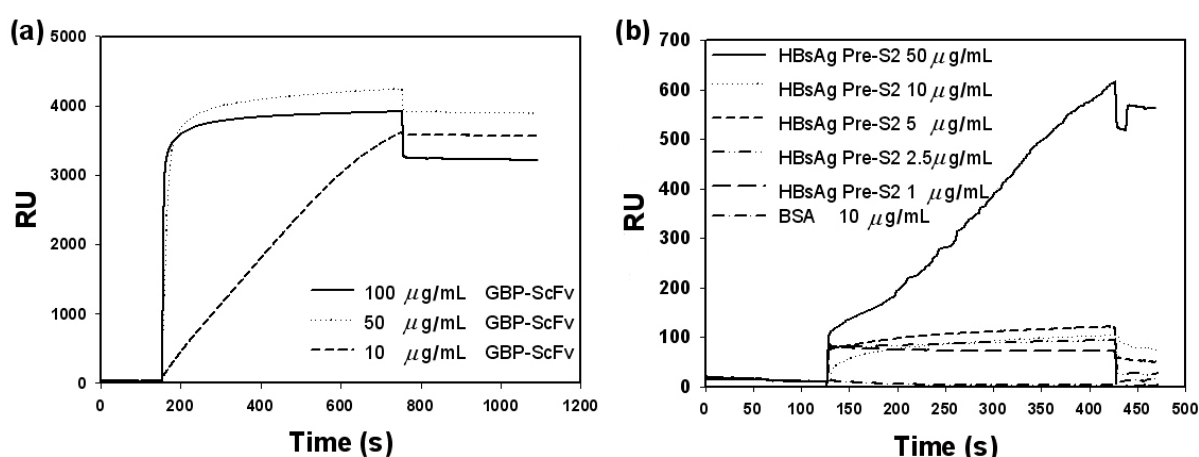 (a)
5000
4000
3000
2000
1000
0
RU
0 200 400 600 800 1000 1200
Time (s)
100 μg/mL GBP-ScFv
50 μg/mL GBP-ScFv
10 μg/mL GBP-ScFv
(b)
700
600
500
400
300
200
100
0
RU
0 50 100 150 200 250 300 350 400 450 500
Time (s)
HBsAg Pre-S2 50 μg/mL
HBsAg Pre-S2 10 μg/mL
HBsAg Pre-S2 5 μg/mL
HBsAg Pre-S2 2.5μg/mL
HBsAg Pre-S2 1 μg/mL
BSA 10 μg/mL